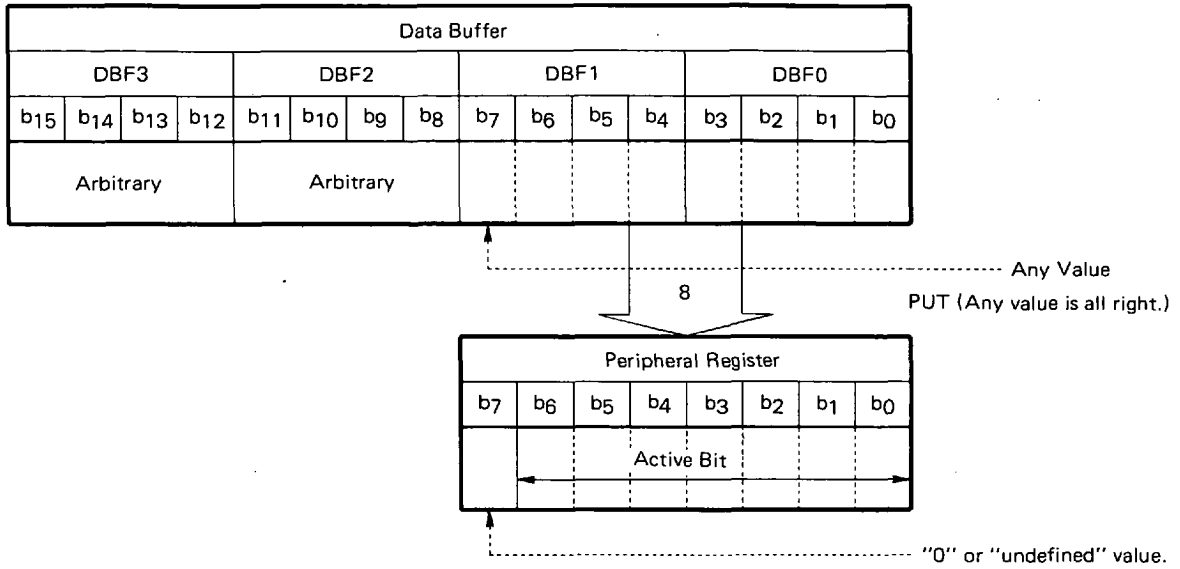 Data Buffer
DBF3 DBF2 DBF1 DBF0
b15 b14 b13 b12 b11 b10 b9 b8 b7 b6 b5 b4 b3 b2 b1 b0
Arbitrary Arbitrary
Any Value
8
PUT (Any value is all right.)
Peripheral Register
b7 b6 b5 b4 b3 b2 b1 b0
Active Bit
"0" or "undefined" value.